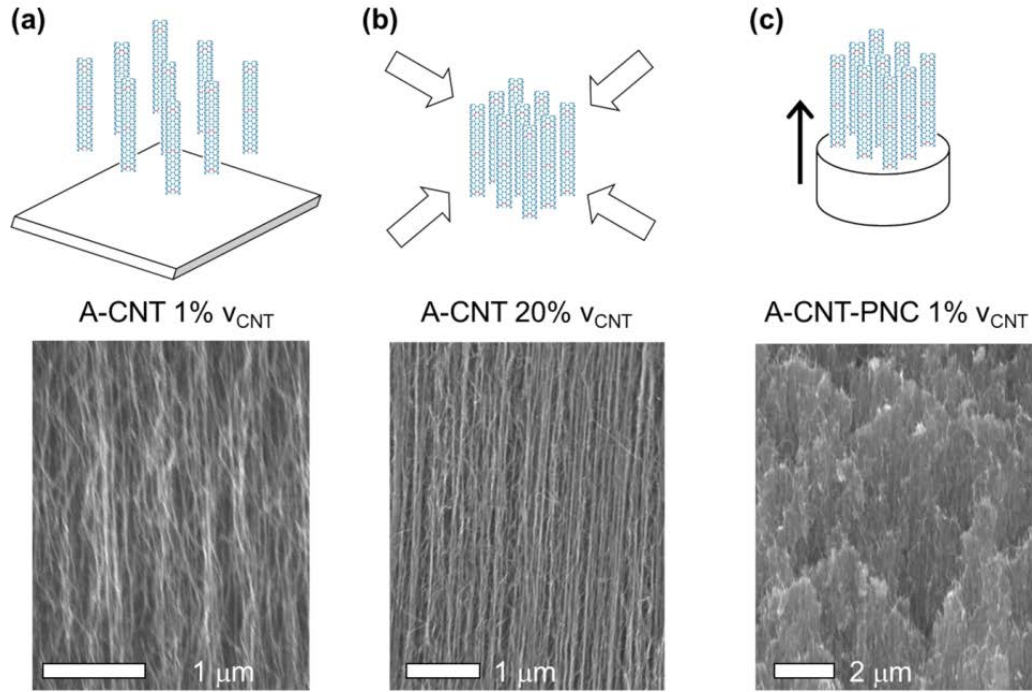 (a)
(b)
(c)
A-CNT 1% vCNT
A-CNT 20% vCNT
A-CNT-PNC 1% vCNT
1 μm
1 μm
2 μm